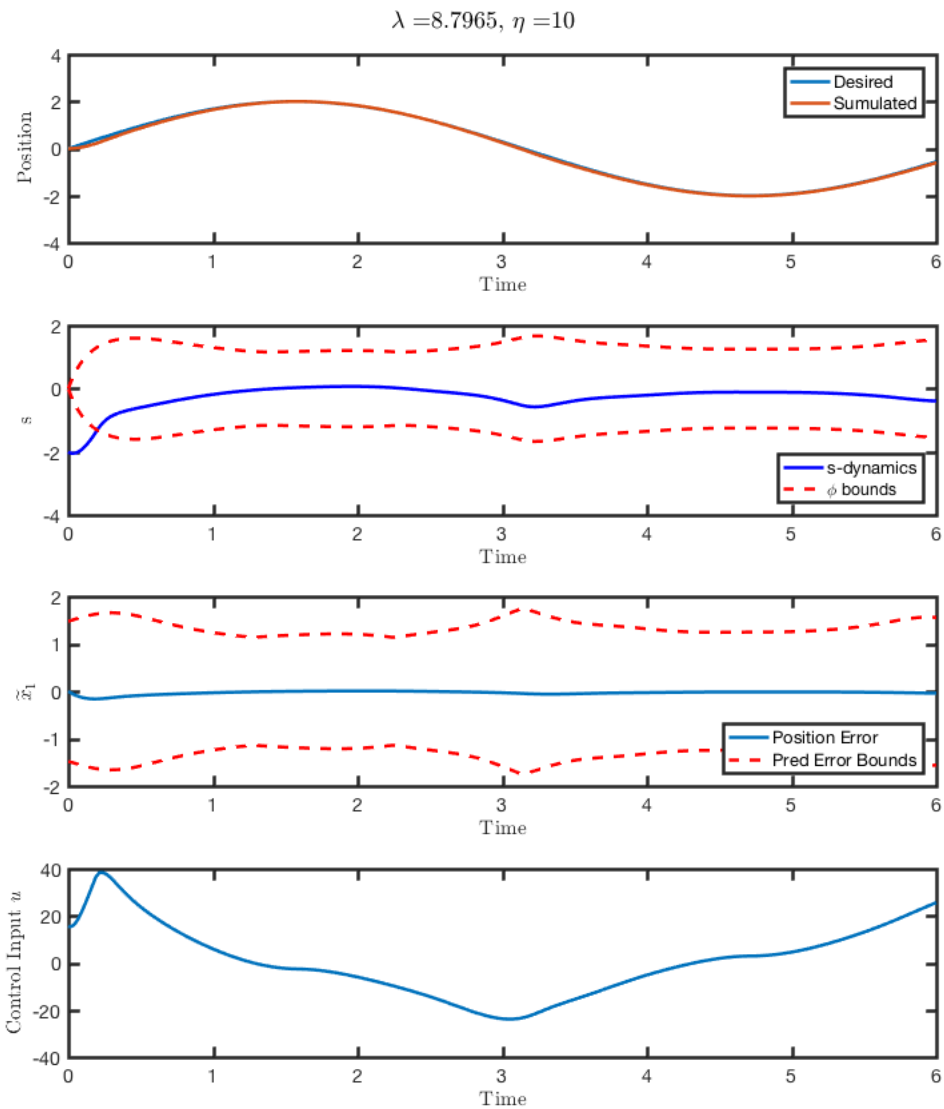 λ =8.7965, η =10
4
2
0
-2
-4
Position
Desired
Sumulated
0 1 2 3 4 5 6
Time
2
0
-2
-4
s
s-dynamics
ϕ bounds
0 1 2 3 4 5 6
Time
2
1
0
-1
-2
x̃₁
Position Error
Pred Error Bounds
0 1 2 3 4 5 6
Time
40
20
0
-20
-40
Control Input u
0 1 2 3 4 5 6
Time